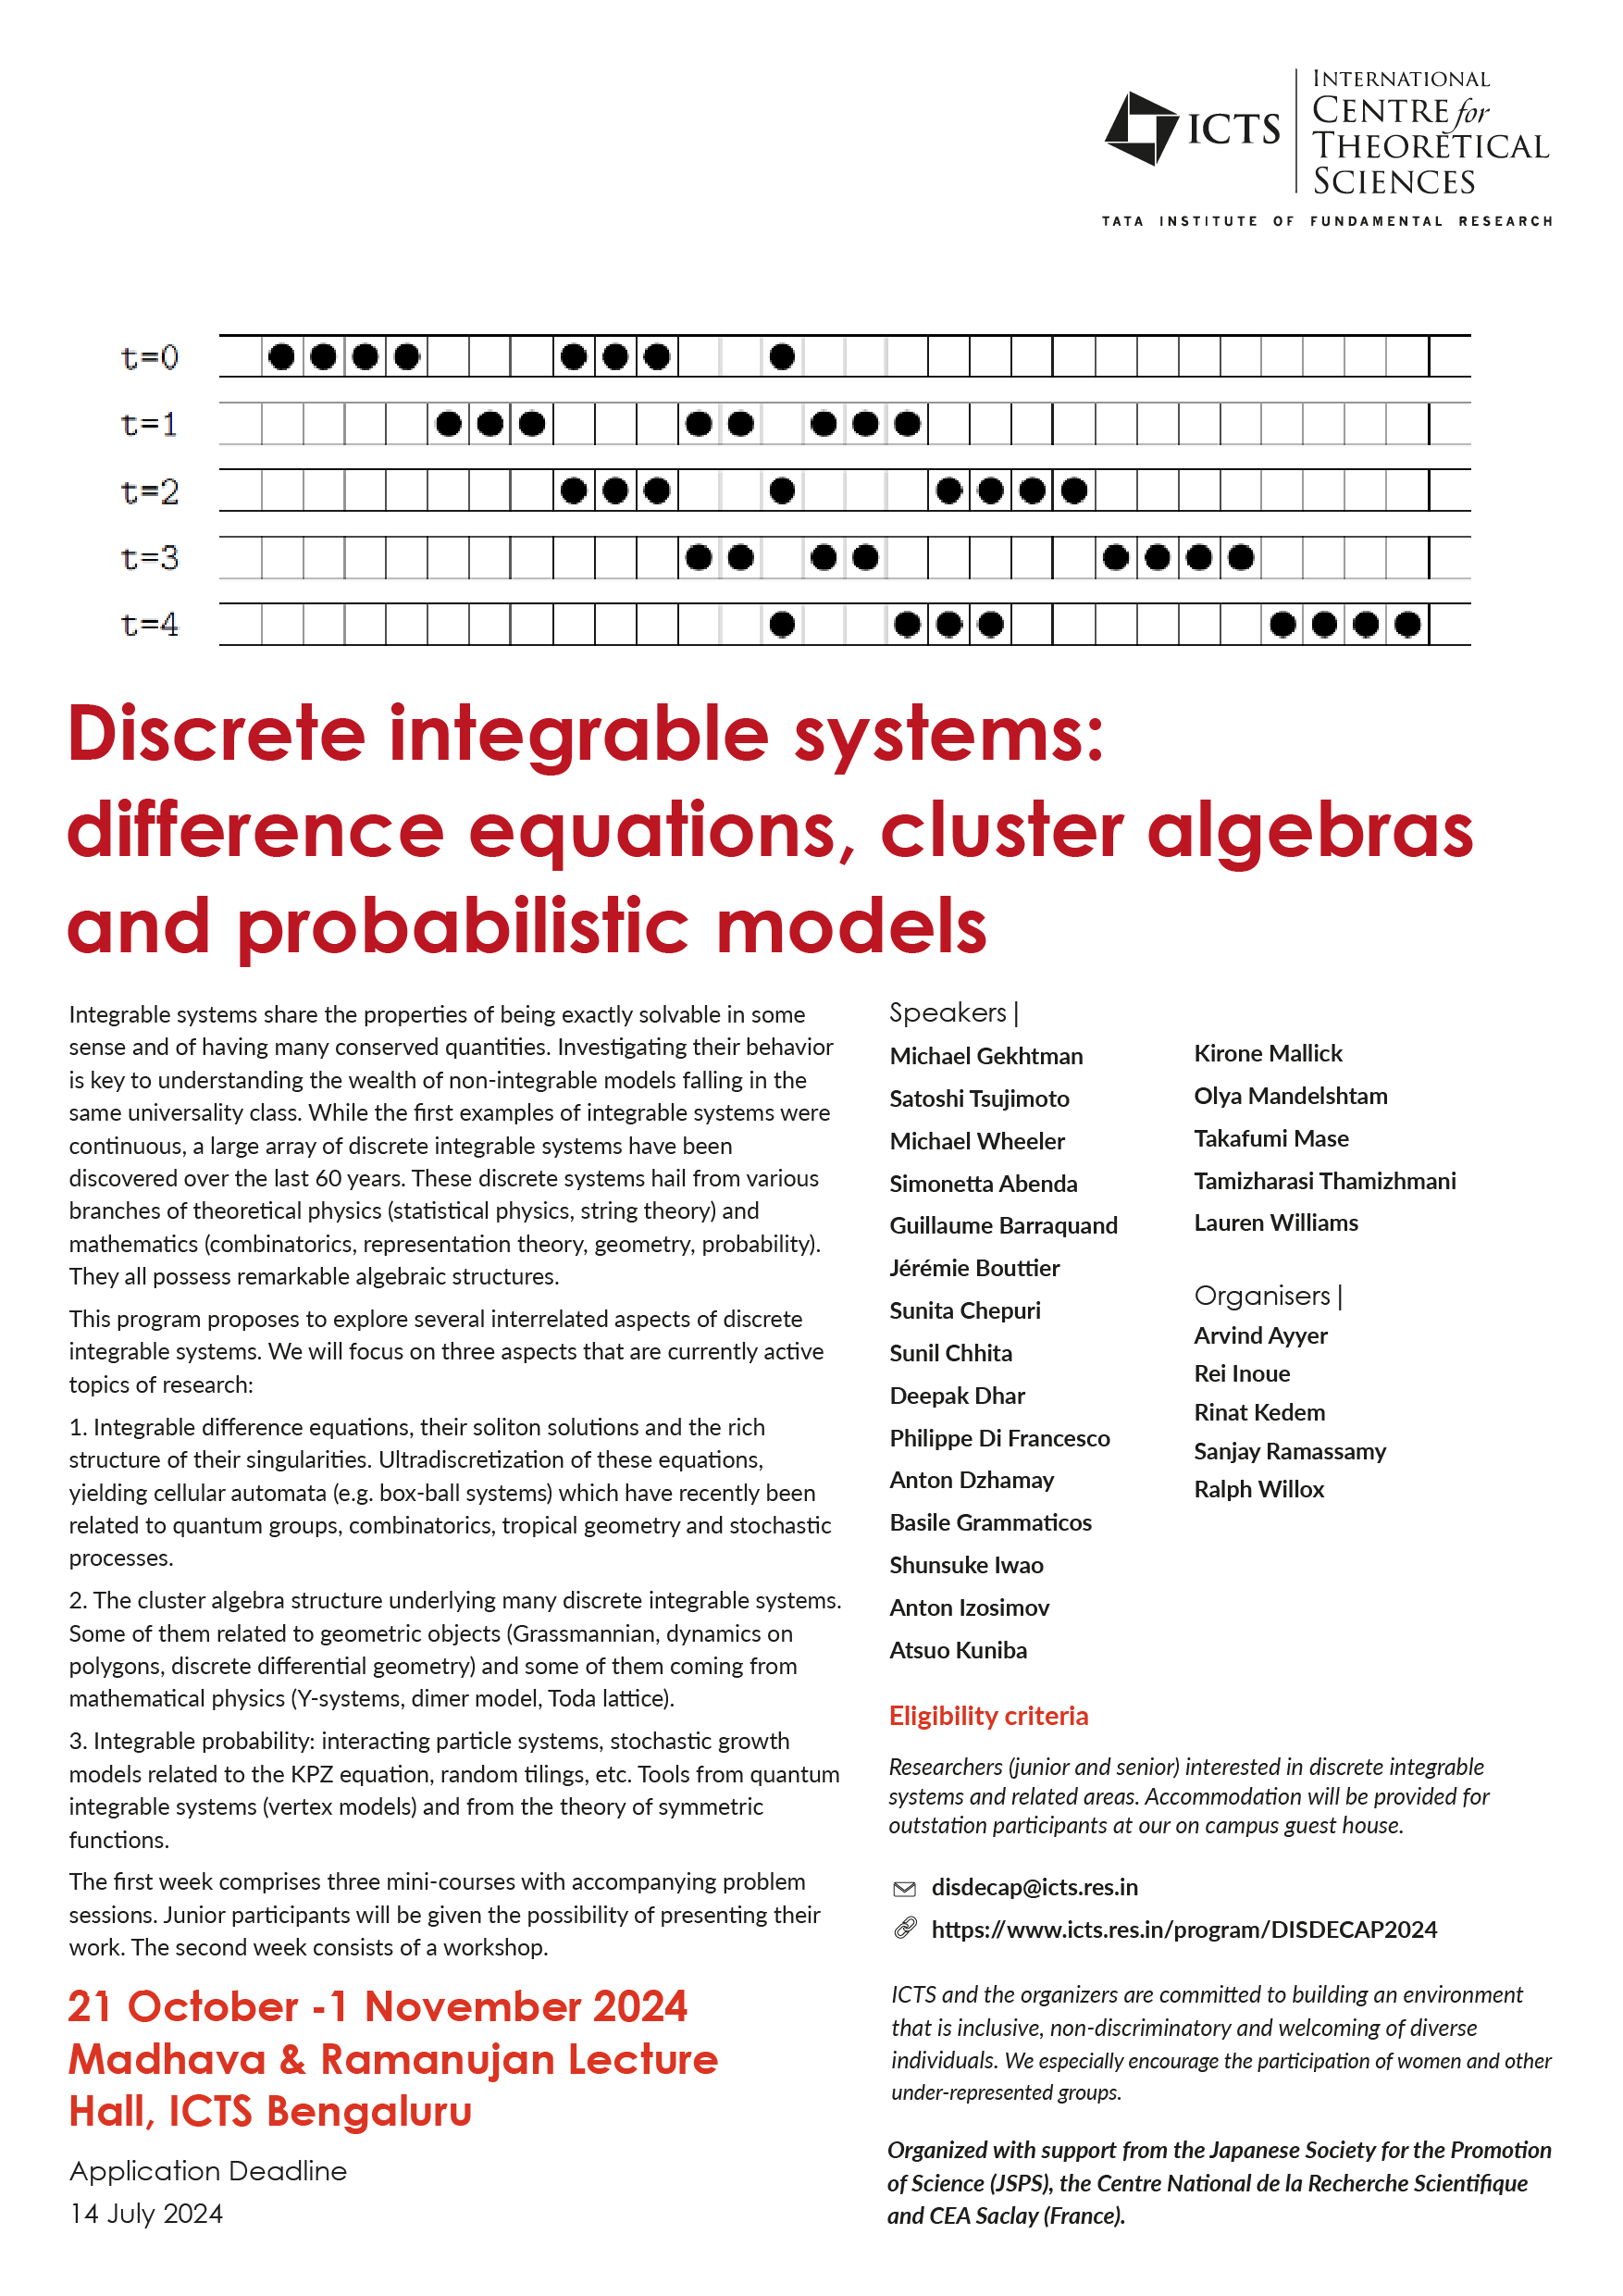 ICTS
INTERNATIONAL
CENTRE for
THEORETICAL
SCIENCES
TATA INSTITUTE OF FUNDAMENTAL RESEARCH
t=0
t=1
t=2
t=3
t=4
Discrete integrable systems:
difference equations, cluster algebras
and probabilistic models
Integrable systems share the properties of being exactly solvable in some
sense and of having many conserved quantities. Investigating their behavior
is key to understanding the wealth of non-integrable models falling in the
same universality class. While the first examples of integrable systems were
continuous, a large array of discrete integrable systems have been
discovered over the last 60 years. These discrete systems hail from various
branches of theoretical physics (statistical physics, string theory) and
mathematics (combinatorics, representation theory, geometry, probability).
They all possess remarkable algebraic structures.
This program proposes to explore several interrelated aspects of discrete
integrable systems. We will focus on three aspects that are currently active
topics of research:
1. Integrable difference equations, their soliton solutions and the rich
structure of their singularities. Ultradiscretization of these equations,
yielding cellular automata (e.g. box-ball systems) which have recently been
related to quantum groups, combinatorics, tropical geometry and stochastic
processes.
2. The cluster algebra structure underlying many discrete integrable systems.
Some of them related to geometric objects (Grassmannian, dynamics on
polygons, discrete differential geometry) and some of them coming from
mathematical physics (Y-systems, dimer model, Toda lattice).
3. Integrable probability: interacting particle systems, stochastic growth
models related to the KPZ equation, random tilings, etc. Tools from quantum
integrable systems (vertex models) and from the theory of symmetric
functions.
The first week comprises three mini-courses with accompanying problem
sessions. Junior participants will be given the possibility of presenting their
work. The second week consists of a workshop.
21 October -1 November 2024
Madhava & Ramanujan Lecture
Hall, ICTS Bengaluru
Application Deadline
14 July 2024
Speakers|
Michael Gekhtman
Satoshi Tsujimoto
Michael Wheeler
Simonetta Abenda
Guillaume Barraquand
Jérémie Bouttier
Sunita Chepuri
Sunil Chhita
Deepak Dhar
Philippe Di Francesco
Anton Dzhamay
Basile Grammaticos
Shunsuke Iwao
Anton Izosimov
Atsuo Kuniba
Kirone Mallick
Olya Mandelshtam
Takafumi Mase
Tamizharasi Thamizhmani
Lauren Williams
Organisers|
Arvind Ayyer
Rei Inoue
Rinat Kedem
Sanjay Ramassamy
Ralph Willox
Eligibility criteria
Researchers (junior and senior) interested in discrete integrable
systems and related areas. Accommodation will be provided for
outstation participants at our on campus guest house.
disdecap@icts.res.in
https://www.icts.res.in/program/DISDECAP2024
ICTS and the organizers are committed to building an environment
that is inclusive, non-discriminatory and welcoming of diverse
individuals. We especially encourage the participation of women and other
under-represented groups.
Organized with support from the Japanese Society for the Promotion
of Science (JSPS), the Centre National de la Recherche Scientifique
and CEA Saclay (France).